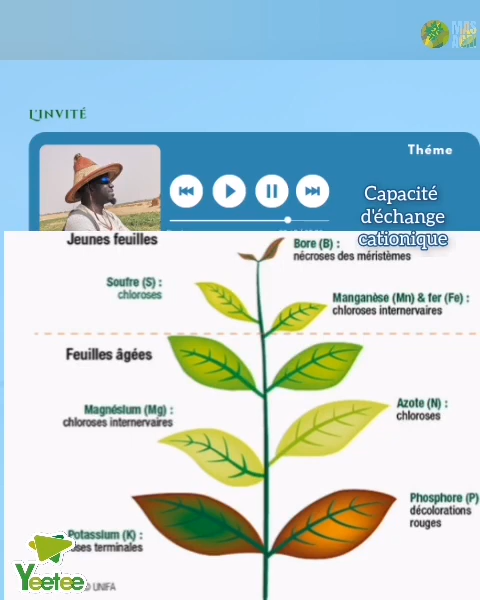 L'INVITÉ
Théme
Capacité
d'échange
cationique
Jeunes feuilles
Bore (B) :
nécroses des méristèmes
Soufre (S) :
chloroses
Manganèse (Mn) & fer (Fe) :
chloroses internervaires
Feuilles âgées
Magnésium (Mg) :
chloroses internervaires
Azote (N) :
chloroses
Phosphore (P)
décolorations
rouges
Potassium (K) :
terminales
UNIFA
Yeetee